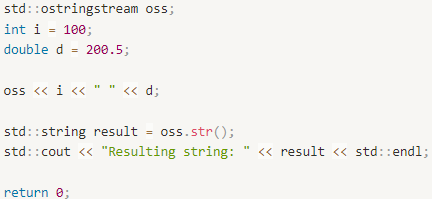 std::ostringstream oss;
int i = 100;
double d = 200.5;
oss << i << " " << d;
std::string result = oss.str();
std::cout << "Resulting string: " << result << std::endl;
return 0;